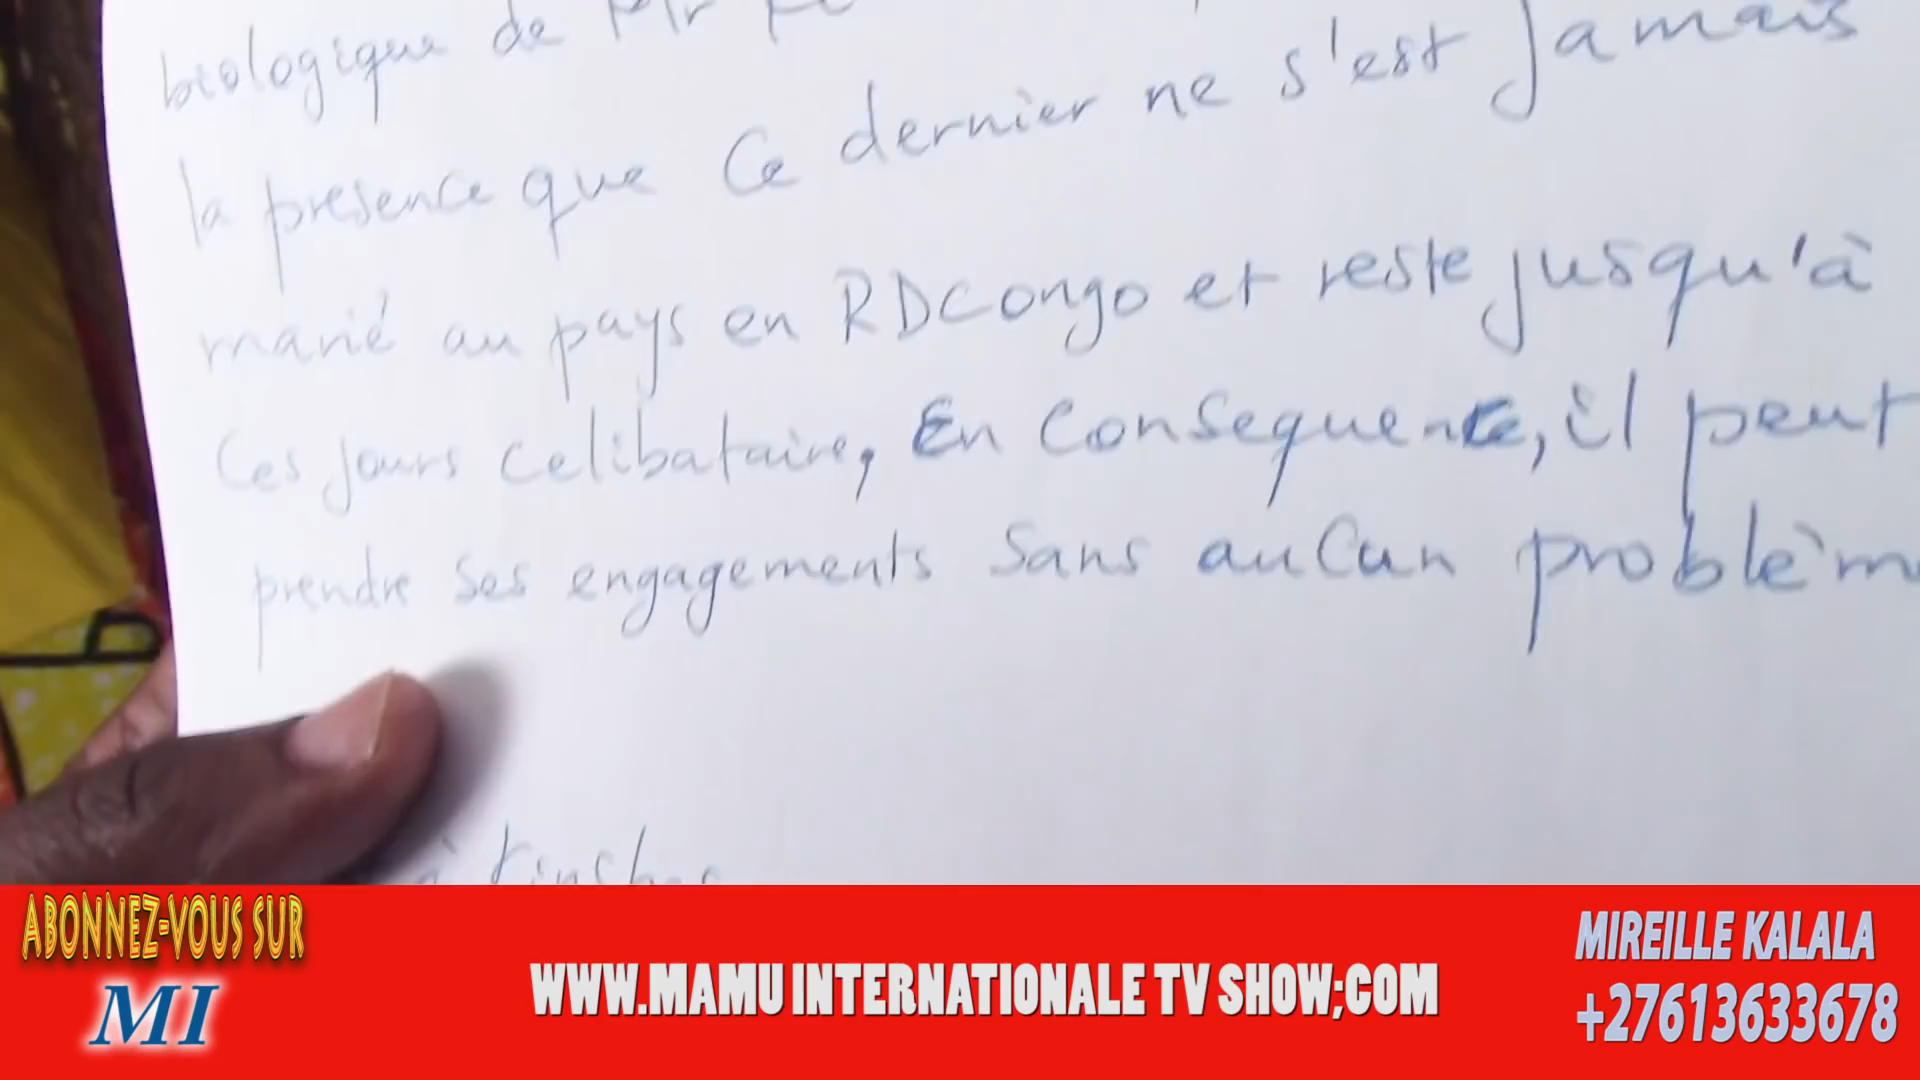 biologique de Mr
la presence que ce dernier ne s'est jamais
marié au pays en RDCongo et reste jusqu'à
ces jours celibataire, En consequence, il peut
prendre ses engagements sans aucun problème
à
ABONNEZ-VOUS SUR
MI
WWW.MAMU INTERNATIONALE TV SHOW;COM
MIREILLE KALALA
+27613633678